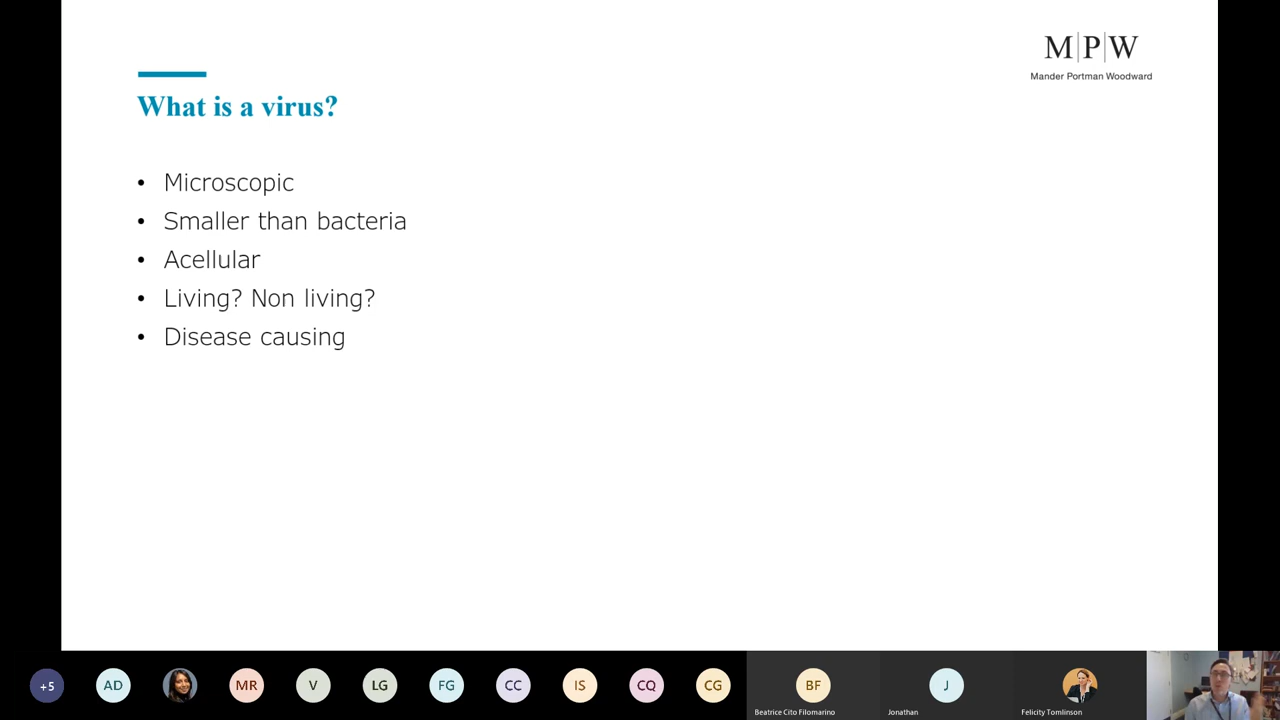 M|P|W
Mander Portman Woodward
What is a virus?
• Microscopic
• Smaller than bacteria
• Acellular
• Living? Non living?
• Disease causing
+5
AD
MR
V
LG
FG
CC
IS
CQ
CG
BF
J
Beatrice Cito Filomarino
Jonathan
Felicity Tomlinson